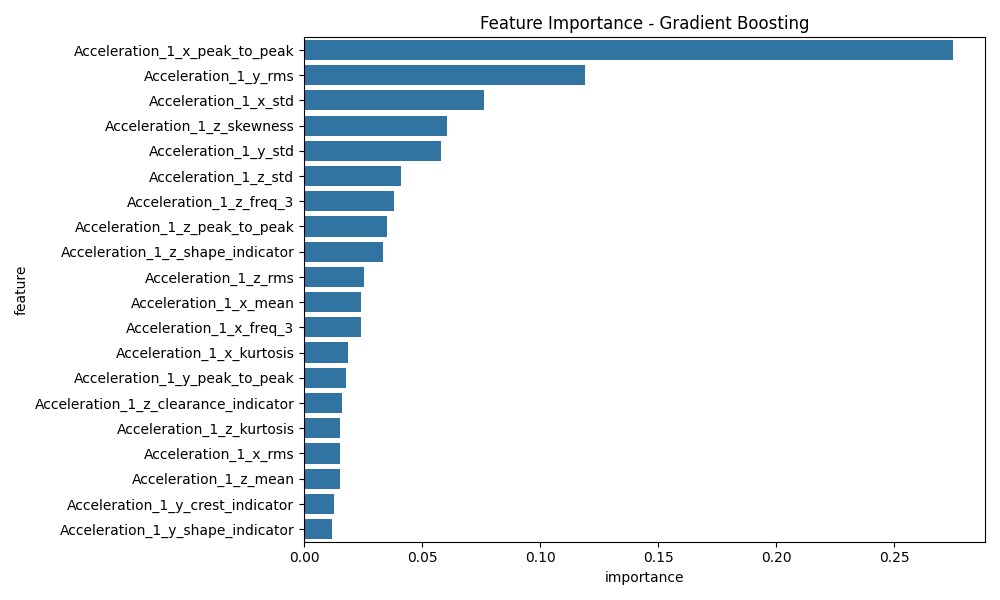 Feature Importance - Gradient Boosting
Acceleration_1_x_peak_to_peak
Acceleration_1_y_rms
Acceleration_1_x_std
Acceleration_1_z_skewness
Acceleration_1_y_std
Acceleration_1_z_std
Acceleration_1_z_freq_3
Acceleration_1_z_peak_to_peak
Acceleration_1_z_shape_indicator
Acceleration_1_z_rms
Acceleration_1_x_mean
Acceleration_1_x_freq_3
Acceleration_1_x_kurtosis
Acceleration_1_y_peak_to_peak
Acceleration_1_z_clearance_indicator
Acceleration_1_z_kurtosis
Acceleration_1_x_rms
Acceleration_1_z_mean
Acceleration_1_y_crest_indicator
Acceleration_1_y_shape_indicator
feature
0.00 0.05 0.10 0.15 0.20 0.25
importance